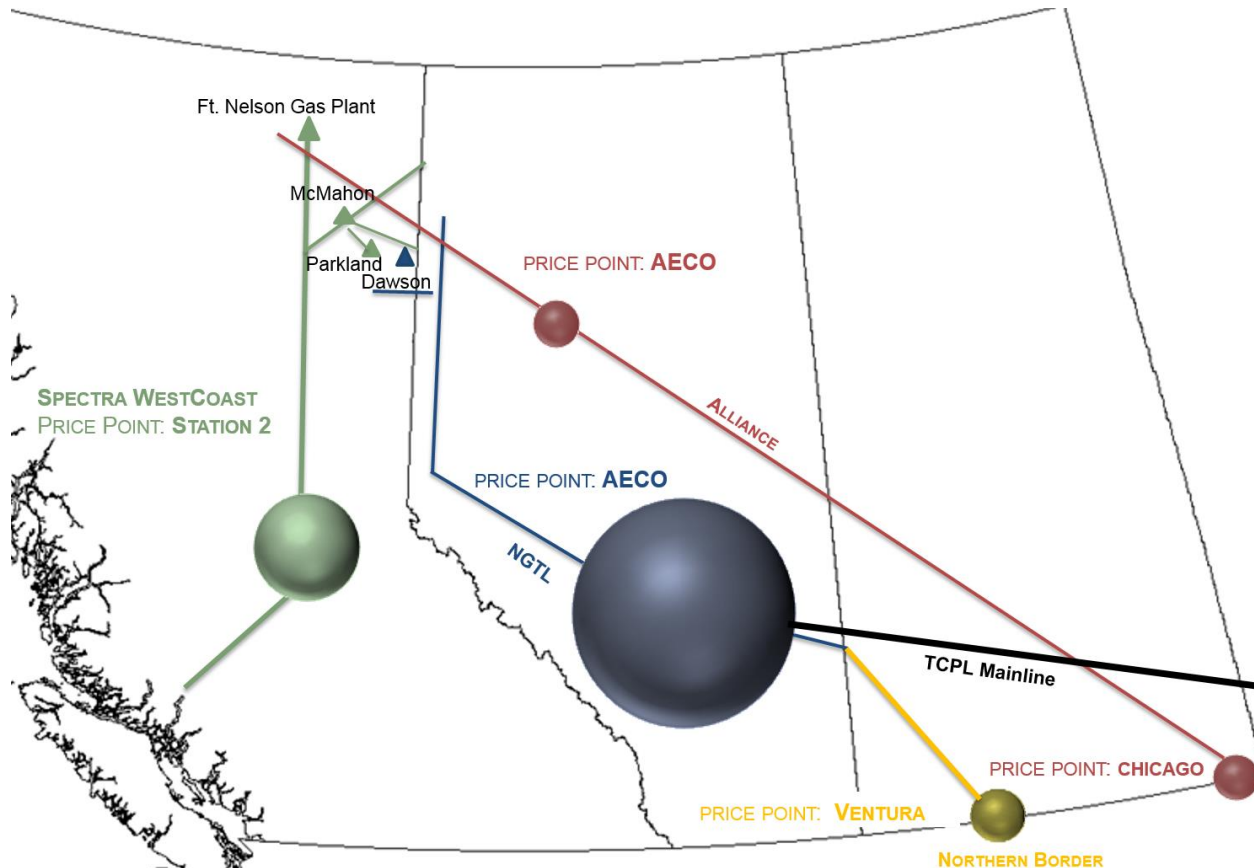 Ft. Nelson Gas Plant
McMahon
Parkland
Dawson
PRICE POINT: AECO
SPECTRA WESTCOAST
PRICE POINT: STATION 2
ALLIANCE
PRICE POINT: AECO
NGTL
TCPL Mainline
PRICE POINT: CHICAGO
PRICE POINT: VENTURA
NORTHERN BORDER